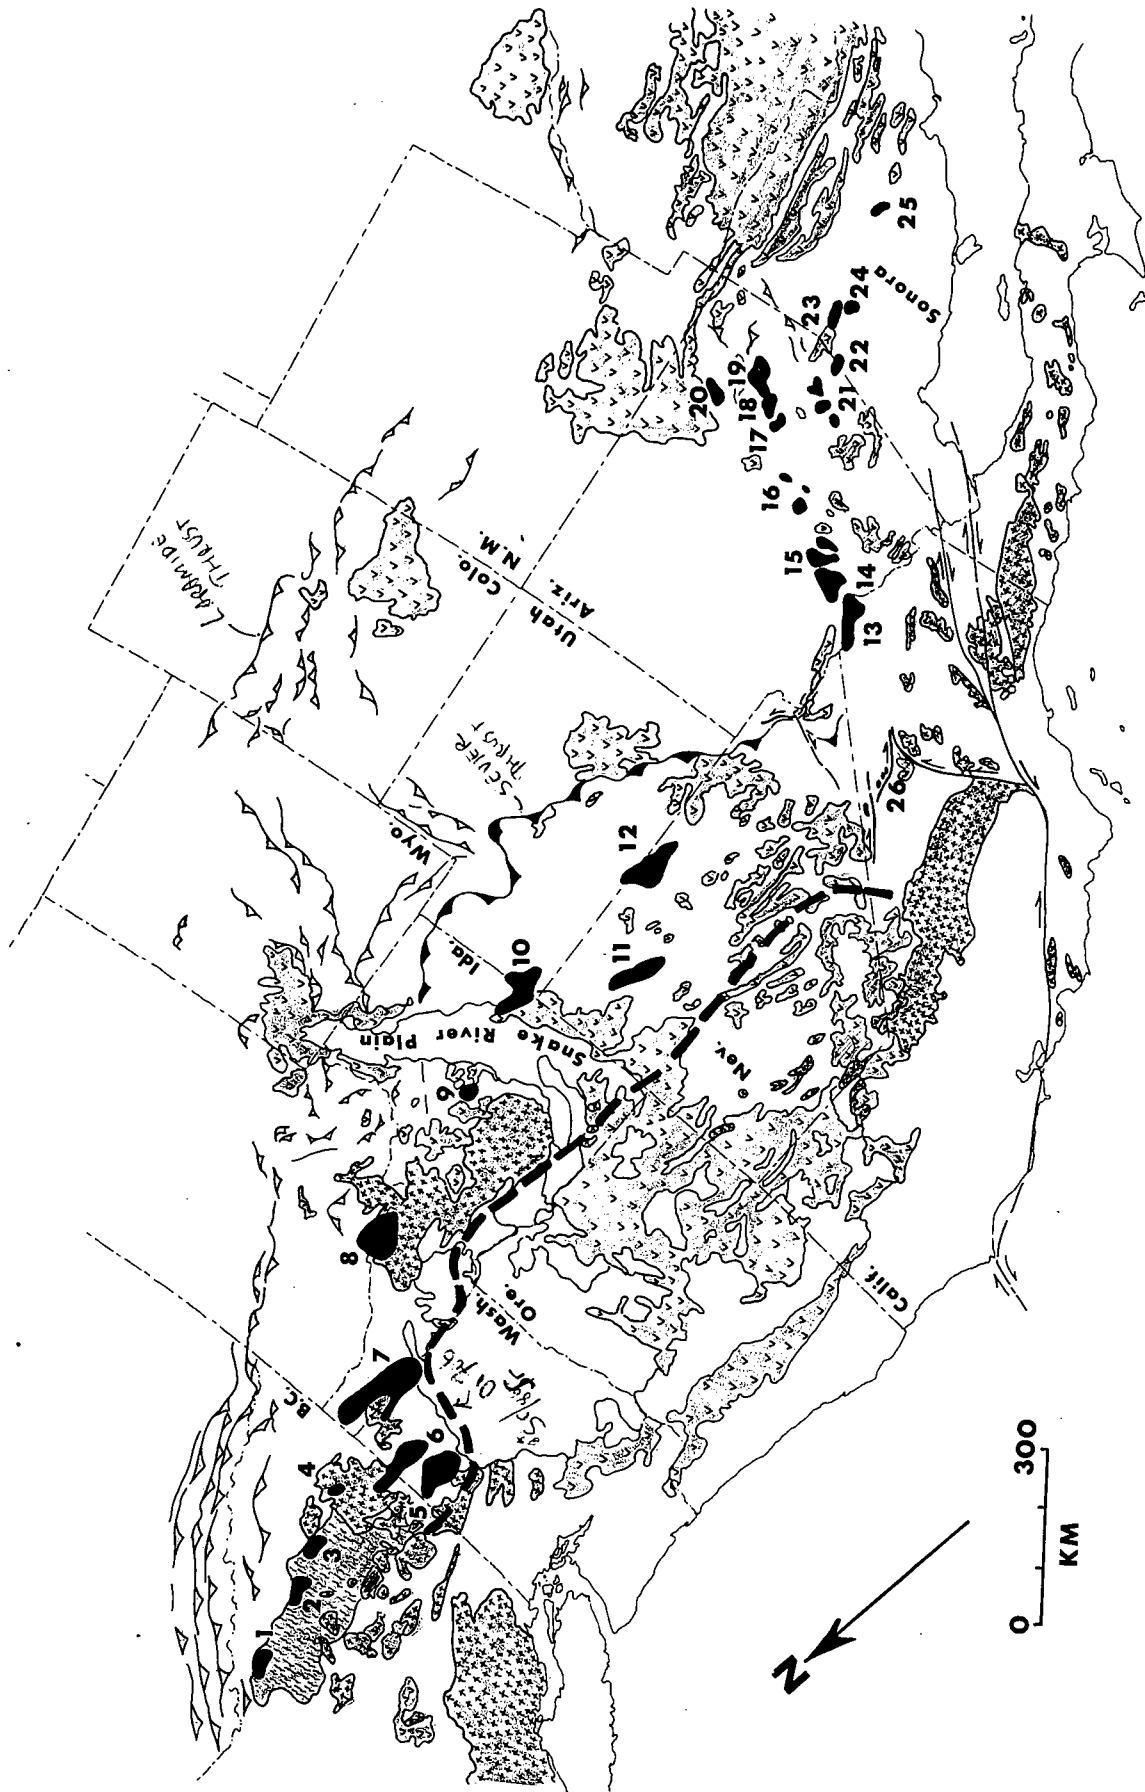 LARAMIDE
THRUST
SEVIER
THRUST
B.C.
Wash.
Ore.
Calif.
Nev.
Ida.
Wyo.
Utah
Colo.
Ariz.
N.M.
Sonora
Snake River Plain
1
2
3
4
5
6
7
8
9
10
11
12
13
14
15
16
17
18
19
20
21
22
23
24
25
26
N
0
300
KM